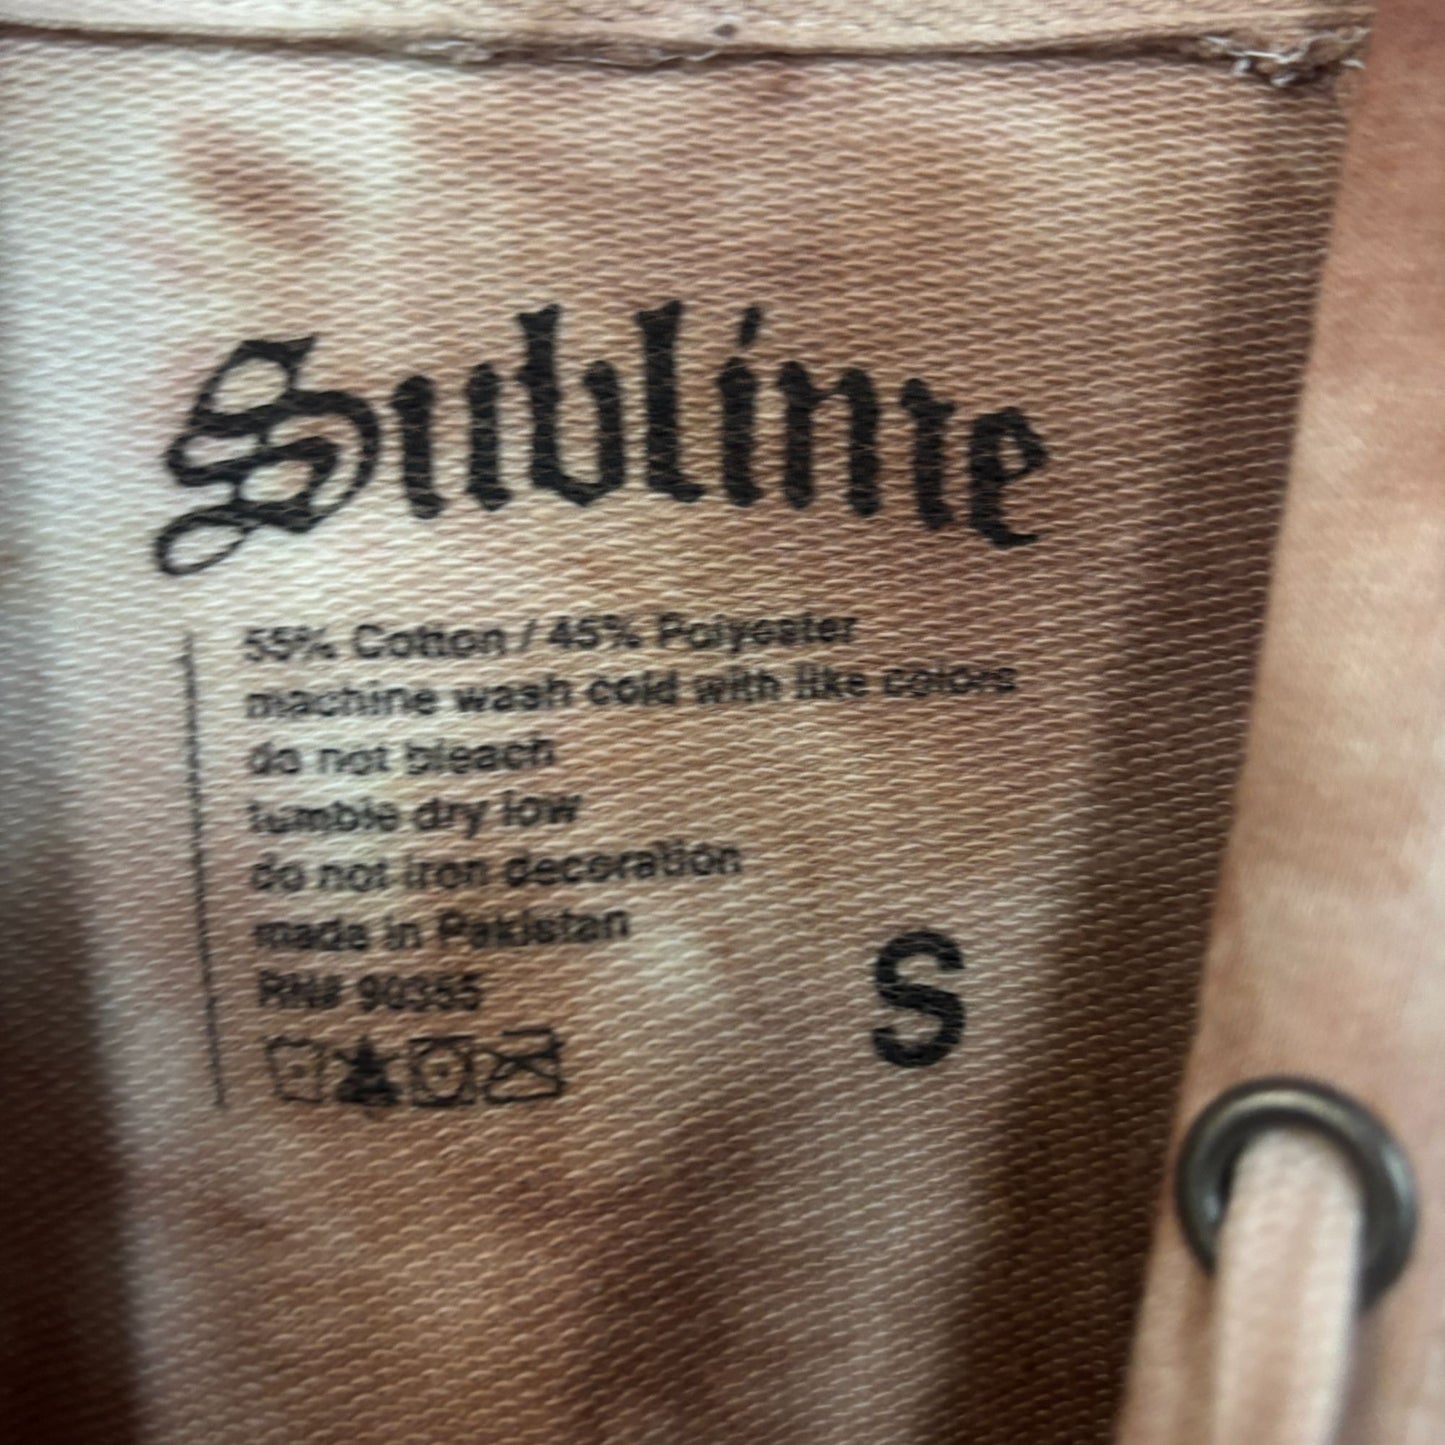 Sublime
55% Cotton / 45% Polyester
machine wash cold with like colors
do not bleach
tumble dry low
do not iron decoration
made in Pakistan
RN# 90355
S